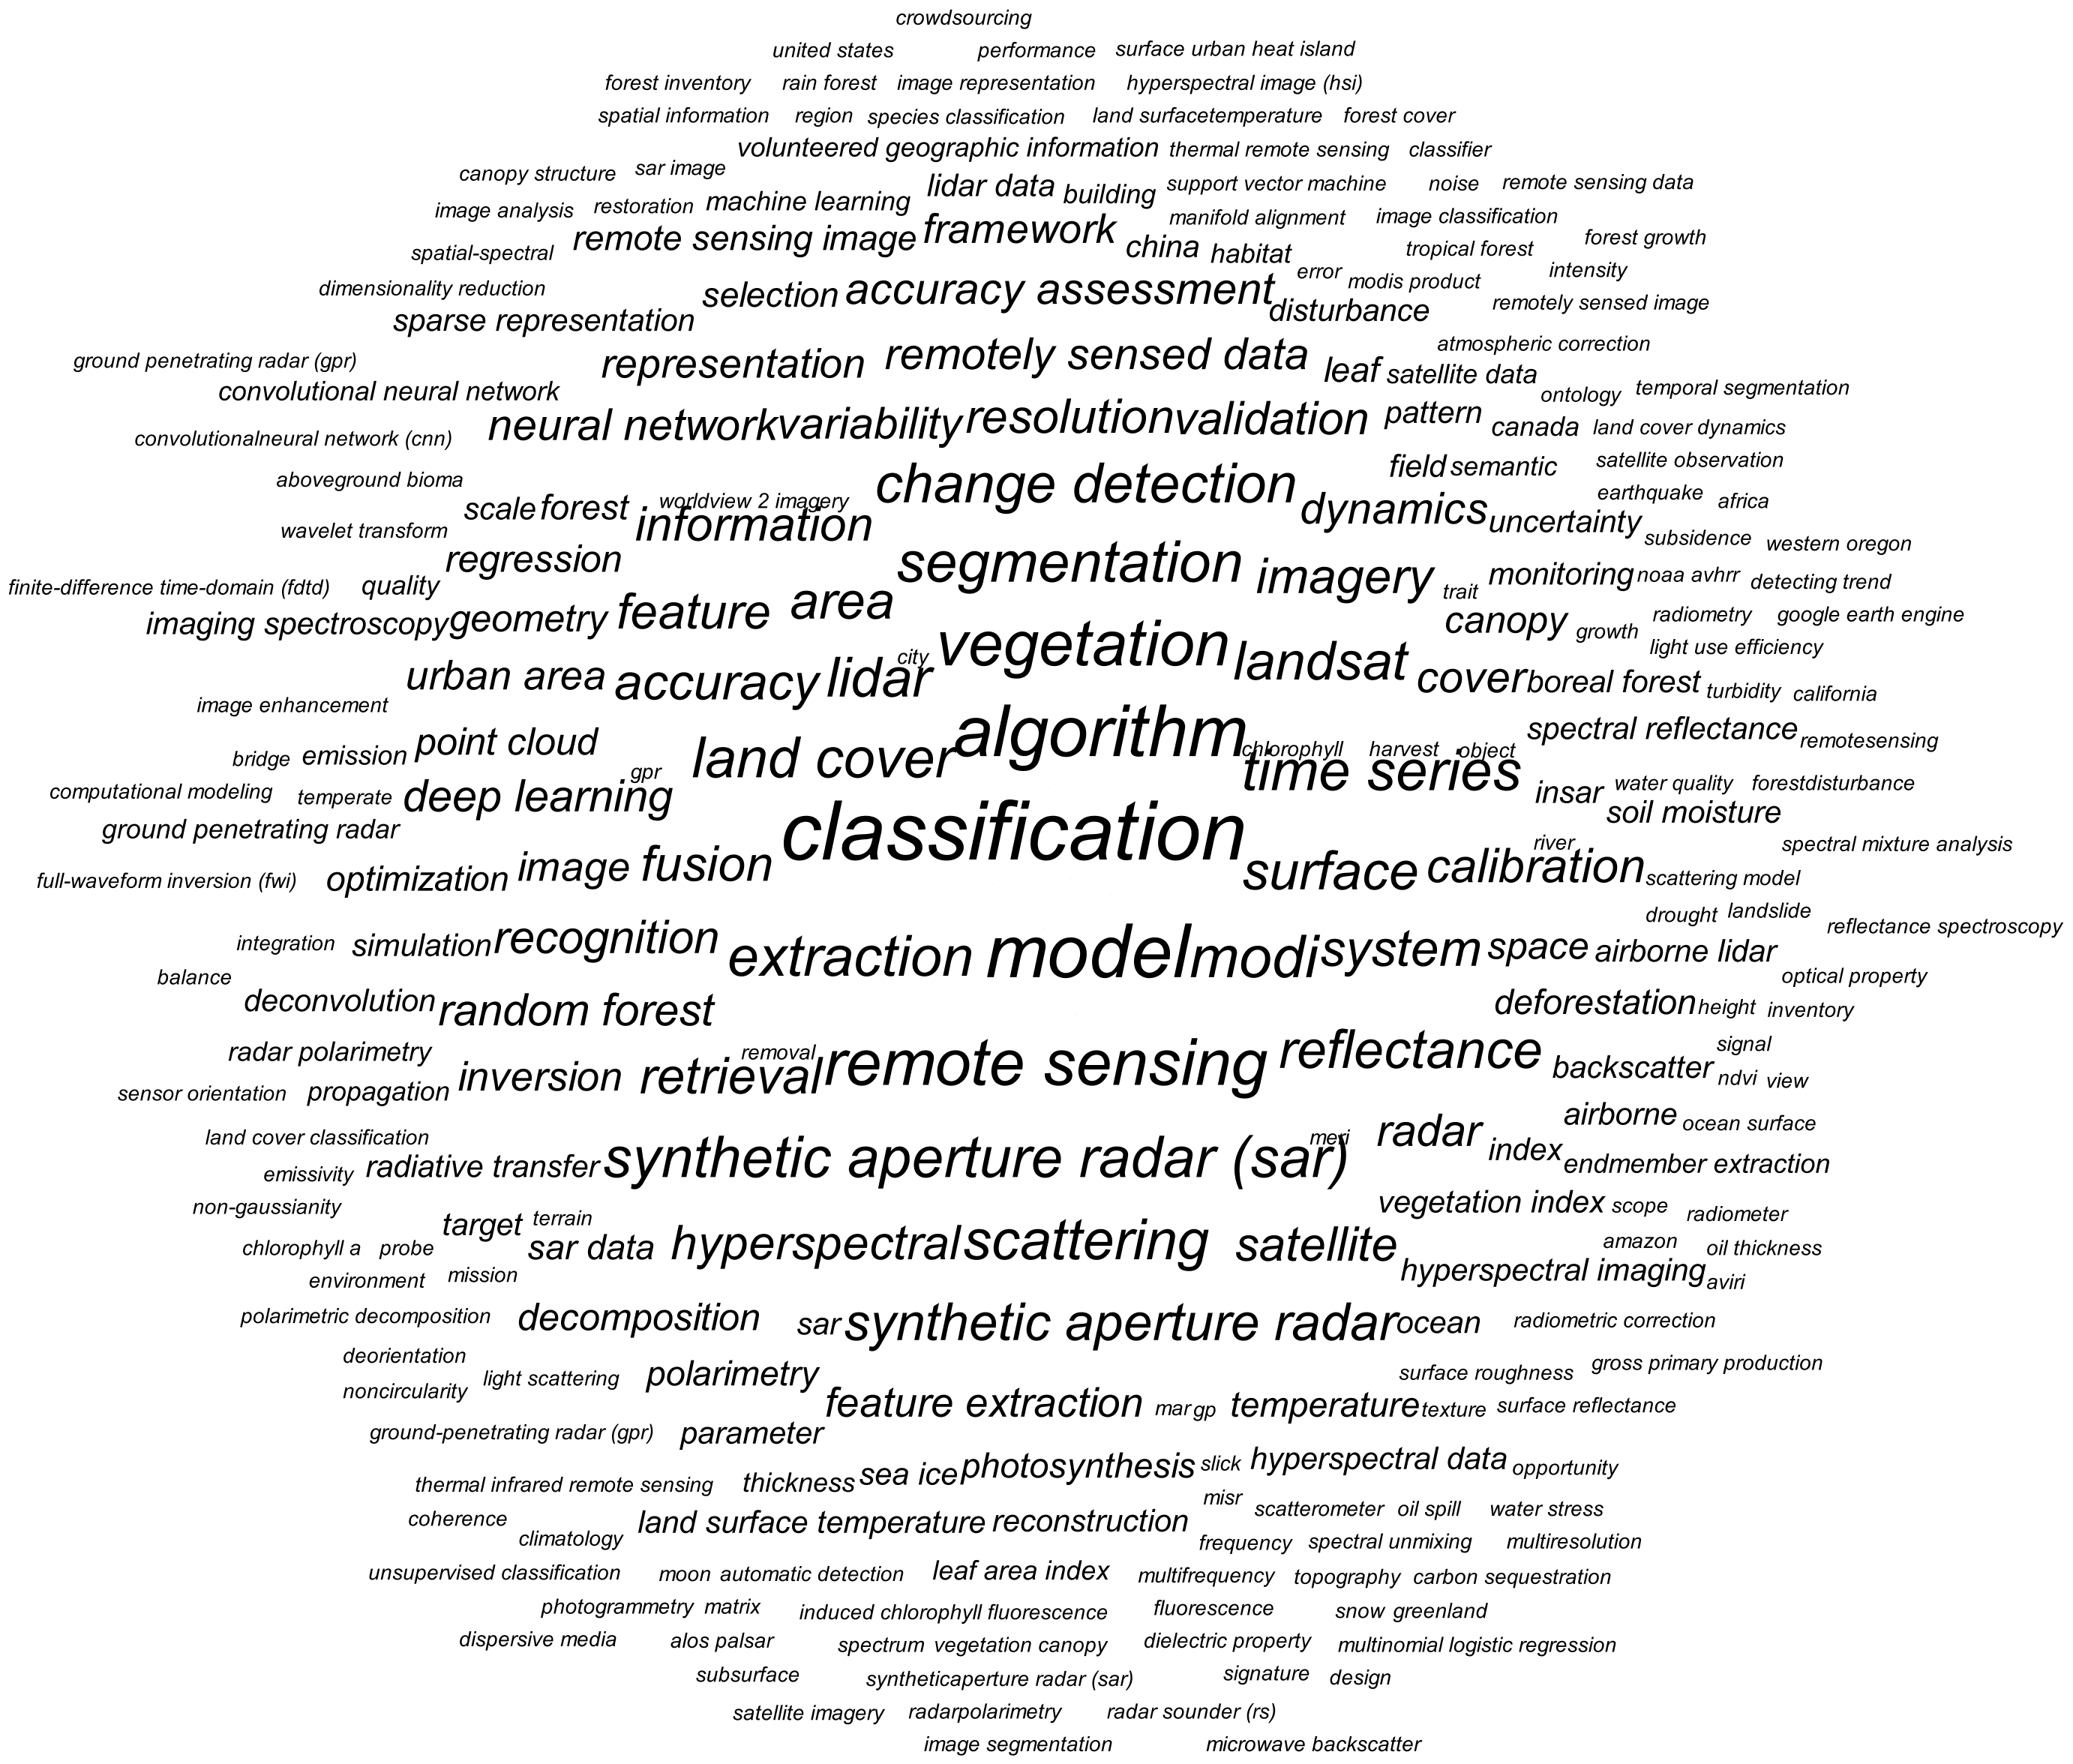 crowdsourcing
united states performance surface urban heat island
forest inventory rain forest image representation hyperspectral image (hsi)
spatial information region species classification land surfacetemperature forest cover
volunteered geographic information thermal remote sensing classifier
canopy structure sar image lidar data building support vector machine noise remote sensing data
image analysis restoration machine learning manifold alignment image classification
spatial-spectral remote sensing image framework china habitat tropical forest forest growth
dimensionality reduction selection accuracy assessment error modis product intensity
sparse representation disturbance remotely sensed image
ground penetrating radar (gpr) representation remotely sensed data leaf satellite data atmospheric correction
convolutional neural network ontology temporal segmentation
convolutionalneural network (cnn) neural network variability resolution validation pattern canada land cover dynamics
aboveground bioma change detection field semantic satellite observation
scale forest worldview 2 imagery information dynamics uncertainty earthquake africa
wavelet transform regression segmentation subsidence western oregon
finite-difference time-domain (fdtd) quality imagery trait monitoring noaa avhrr detecting trend
imaging spectroscopy geometry feature area canopy growth radiometry google earth engine
urban area accuracy lidar city vegetation landsat cover boreal forest light use efficiency
image enhancement turbidity california
bridge emission point cloud land cover algorithm chlorophyll harvest object spectral reflectance remotesensing
computational modeling temperate deep learning gpr time series insar water quality forestdisturbance
ground penetrating radar classification soil moisture
full-waveform inversion (fwi) optimization image fusion surface calibration river scattering model spectral mixture analysis
integration simulation recognition extraction model modi system space airborne lidar drought landslide reflectance spectroscopy
balance optical property
deconvolution random forest deforestation height inventory
radar polarimetry removal remote sensing reflectance backscatter signal
sensor orientation propagation inversion retrieval ndvi view
land cover classification synthetic aperture radar (sar) meri radar index airborne ocean surface
emissivity radiative transfer endmember extraction
non-gaussianity target terrain vegetation index scope radiometer
chlorophyll a probe sar data hyperspectral scattering satellite amazon oil thickness
environment mission hyperspectral imaging aviri
polarimetric decomposition decomposition sar synthetic aperture radar ocean radiometric correction
deorientation light scattering polarimetry surface roughness gross primary production
noncircularity feature extraction mar gp temperature texture surface reflectance
ground-penetrating radar (gpr) parameter
thermal infrared remote sensing thickness sea ice photosynthesis slick hyperspectral data opportunity
coherence land surface temperature reconstruction misr scatterometer oil spill water stress
climatology frequency spectral unmixing multiresolution
unsupervised classification moon automatic detection leaf area index multifrequency topography carbon sequestration
photogrammetry matrix induced chlorophyll fluorescence fluorescence snow greenland
dispersive media alos palsar spectrum vegetation canopy dielectric property multinomial logistic regression
subsurface syntheticaperture radar (sar) signature design
satellite imagery radarpolarimetry radar sounder (rs)
image segmentation microwave backscatter